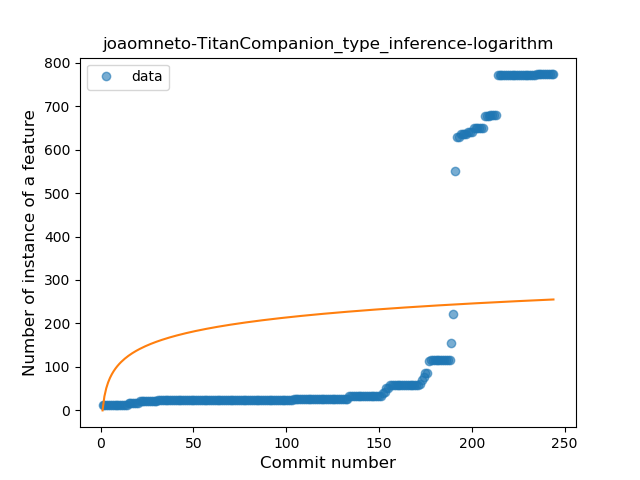 joaomneto-TitanCompanion_type_inference-logarithm
data
Number of instance of a feature
800
700
600
500
400
300
200
100
0
0 50 100 150 200 250
Commit number